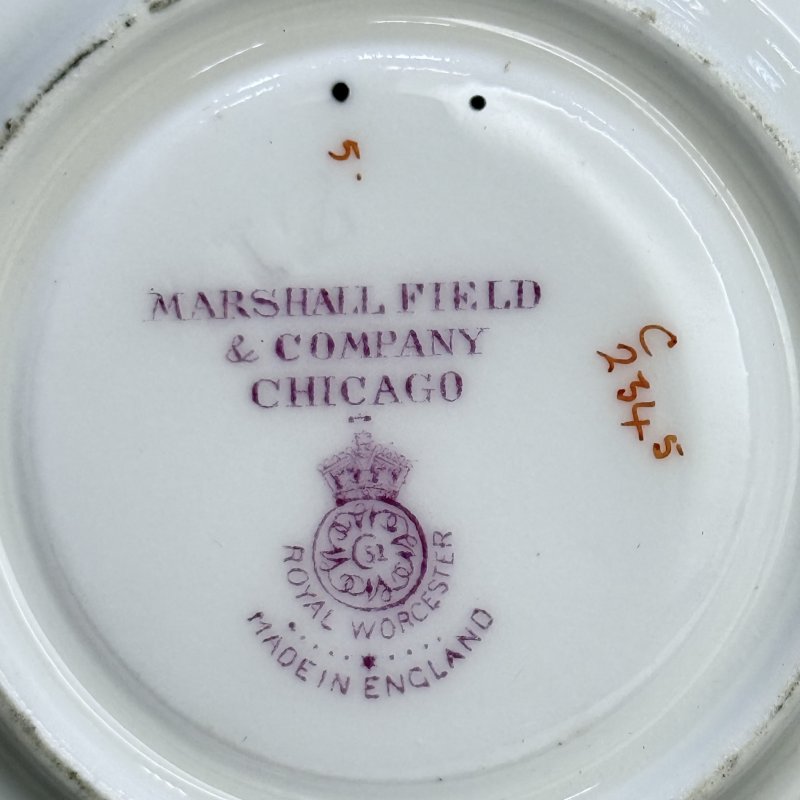 5.
MARSHALL FIELD
& COMPANY
CHICAGO
C
2345
51
ROYAL WORCESTER
MADE IN ENGLAND